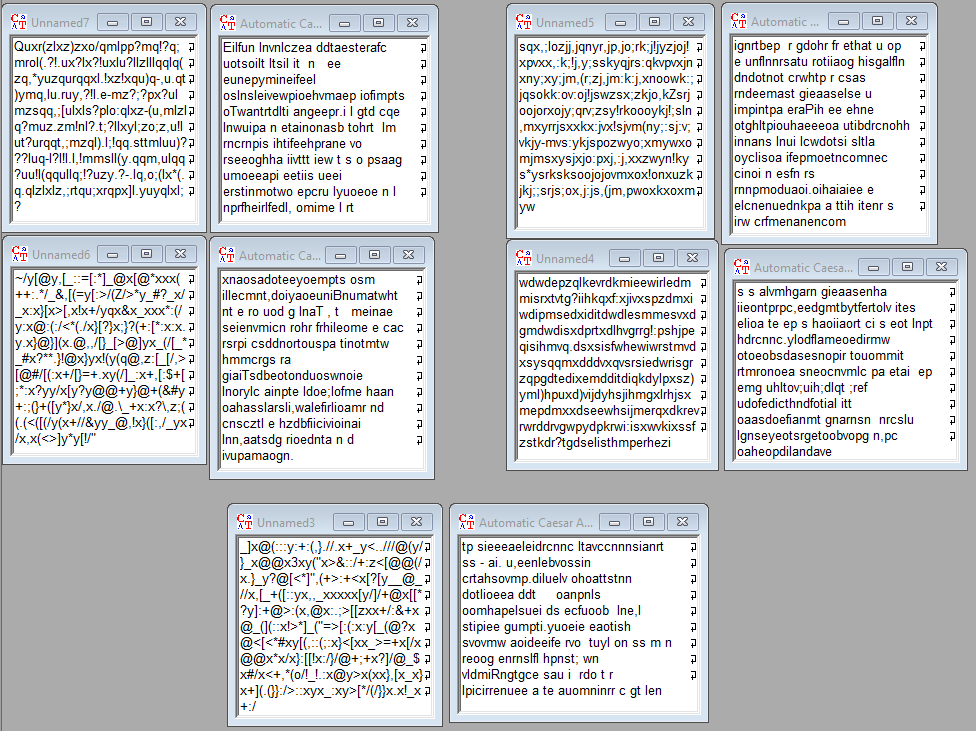 Unnamed7
Quxr(zlxz)zxo/qmlpp?mq!?q;
mrol(.?!.ux?lx?!uxlu?llzlllqqlq(
zq,*yuzqurqqxl.!xz!xqu)q-,u.qt
)ymq,lu.ruy,?!l.e-mz?;?px?ul
mzsqq,;[ulxls?plo:qlxz-(u,mlzl
q?muz.zm!nl?.t;?llxyl;zo;z,u!l
ut?urqqt,;mzql).l;!qq.sttmluu)?
??luq-l?l!l.l,!mmsll(y.qqm,ulqq
?uu!l(qqullq;!?uzy.?-.lq,o;(lx*(.
q.qlzlxlz,;rtqu;xrqpx]l.yuyqlxl;
?
Automatic Ca...
Eilfun lnvnlczea ddtaesterafc
uotsoilt ltsil it  n   ee
eunepymineifeel
oslnsleivewpioehvmaep iofimpts
oTwantrtdlti angeepr.i l gtd cqe
lnwuipa n etainonasb tohrt  lm
rncrnpis ihtifeehprane vo
rseeoghha iivttt iew t s o psaag
umoeeapi eetiis ueei
erstinmotwo epcru lyuoeoe n l
nprfheirlfedl, omime l rt
Unnamed5
sqx,;lozjj,jqnyr,jp,jo;rk;j!jyzjoj!
xpvxx,:k;!j,y;sskyqjrs:qkvpvxjn
xny;xy;jm,(rzj,jm:k:j,xnoowk:;
jqsokk:ov:oj!jswzsx;zkjo,kZsrj
oojorxojy;qrv;zsy!rkoooykj!;sln
,mxyrrjsxxkx:jvx!sjvm(ny;:sj:v;
vkjy-mvs:ykjspozwyo;xmywxo
mjmsxysjxjo:pxj,:j,xxzwyn!ky
s*ysrksksoojojovmxox!onxuzk
jkj;;srjs;ox,j:js,(jm,pwoxkxoxm
yw
Automatic ...
ignrtbep  r gdohr fr ethat u op
e unflnnrsatu rotiiaog hisgalfln
dndotnot crwhtp r csas
rndeemast gieaaselse u
impintpa eraPih ee ehne
otghltpiouhaeeeoa utibdrcnohh
innans lnui lcwdotsi sltla
oyclisoa ifepmoetncomnec
cinoi n esfn rs
rnnpmoduaoi.oihaiaiee e
elcnenuednkpa a ttih itenr s
irw crfmenanencom
Unnamed6
~/y[@y,[_::=[:*]_@x[@*xxx(
++:.*/_&,[(=y[:>/(Z/>*y_#?_x/
_x:x}[x>[,x!x+/yqx&x_xxx*:(/
y:x@:(:/<*(./x}[?}x;}?(+:[*:x:x.
y.x}@}](x.@,,/[}_[>@]yx_(/[_*
_#x?**.}!@x}yx!(y(q@,z:[_[/.>
[@#/[(:x+/[}=+.xy(/]_:x+,[:$+[
;*:x?yy/x[y?y@@+y}@+(&#y
+:;(}+([y*}x/,x./@.\_+x:x?\,z;(
(.(<([(/y(x+//&yy_@,!x}([:,/_yx
/x,x(<>]y*y[!/"
Automatic Ca...
xnaosadoteeyoempts osm
illecmnt,doiyaoeuniBnumatwht
nt e ro uod g lnaT , t   meinae
seienvmicn rohr frhileome e cac
rsrpi csddnortouspa tinotmtw
hmmcrgs ra
giaiTsdbeotonduoswnoie
lnorylc ainpte ldoe;lofme haan
oahasslarsli,walefirlioamr nd
cnscztl e hzdbfiicivioinai
lnn,aatsdg rioednta n d
ivupamaogn.
Unnamed4
wdwdepzqlkevrdkmieewirledm
misrxtvtg?iihkqxf:xjivxspzdmxi
wdipmsedxiditdwdlesmmesvxd
gmdwdisxdprtxdlhvgrrg!:pshjpe
qisihmvq.dsxsisfwhewiwrstmvd
xsysqqmxdddvxqvsrsiedwrisgr
zqpgdtedixemdditdiqkdylpxsz)
yml)hpuxd)vijdyhsjihmgxlrhjsx
mepdmxxdseewhsijmerqxdkrev
rwrddrvgwpydpkrwi:isxwvkixssf
zstkdr?tgdselisthmperhezi
Automatic Caesa...
s s alvmhgarn gieaasenha
iieontprpc,eedgmtbytfertolv ites
elioa te ep s haoiiaort ci s eot lnpt
hdrcnnc.ylodflameoedirmw
otoeobsdasesnopir touommit
rtmronoea sneocnvmlc pa etai  ep
emg uhltov;uih;dlqt ;ref
udofedicthndfotial itt
oaasdoefianmt gnarnsn  nrcslu
lgnseyeotsrgetoobvopg n,pc
oaheopdilandave
Unnamed3
_]x@(:::y:+:(,}.//.x+_y<..///@(y/
}_x@@x3xy("x>&::/+:z<[@@(/
x.}_y?@[<*]",(+>:+<x[?[y__@_
//x,[_+([::yx,,_xxxxx[y/]/+@x[[*
?y]:+@>:(x,@x:.;>[[zxx+/:&+x
@_(](::x!>*]_("=>[:(:x:y[_(@?x
@<[<*#xy[(,::(;:x}<[xx_>=+x[/x
@@x*x/x}:[[!x:/}/@+;+x?]/@_$
x#/x<+,*(o/!_!.:x@y>x(xx},[x_x}
x+](.(}}:/>::xyx_:xy>[*/(/}}x.x!_x
+:/
Automatic Caesar A...
tp sieeeaeleidrcnnc ltavccnnnsianrt
ss - ai. u,eenlebvossin
crtahsovmp.diluelv ohoattstnn
dotlioeea ddt      oanpnls
oomhapelsuei ds ecfuoob  lne,l
stipiee gumpti.yuoeie eaotish
svovmw aoideeife rvo  tuyl on ss m n
reoog enrnslfl hpnst; wn
vldmiRngtgce sau i  rdo t r
lpicirrenuee a te auomninrr c gt len